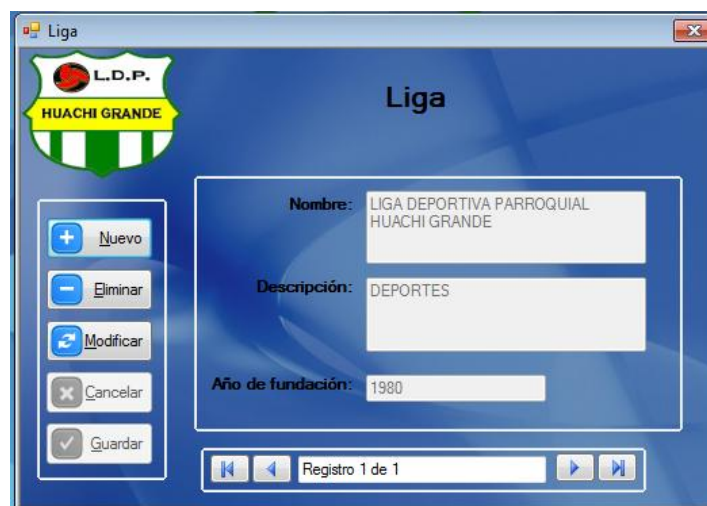 Liga
L.D.P.
HUACHI GRANDE
Liga
Nombre:
LIGA DEPORTIVA PARROQUIAL
HUACHI GRANDE
Nuevo
Eliminar
Descripción:
DEPORTES
Modificar
Cancelar
Año de fundación:
1980
Guardar
Registro 1 de 1